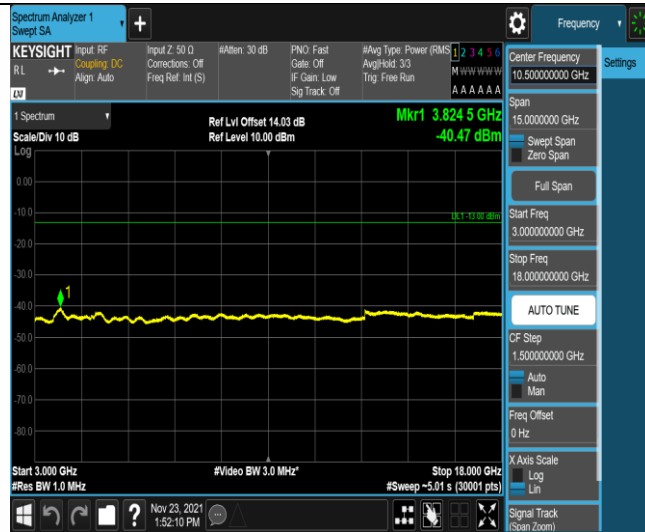 Spectrum Analyzer 1
Swept SA
+
Frequency
KEYSIGHT
RL
LXI
Input: RF
Coupling: DC
Align: Auto
Input Z: 50 Ω
Corrections: Off
Freq Ref: Int (S)
#Atten: 30 dB
PNO: Fast
Gate: Off
IF Gain: Low
Sig Track: Off
#Avg Type: Power (RMS
Avg|Hold: 3/3
Trig: Free Run
1 2 3 4 5 6
M W W W W W
A A A A A A
1 Spectrum
Scale/Div 10 dB
Log
Ref Lvl Offset 14.03 dB
Ref Level 10.00 dBm
Mkr1 3.824 5 GHz
-40.47 dBm
0.00
-10.0
DL1 -13.00 dBm
-20.0
-30.0
1
-40.0
-50.0
-60.0
-70.0
-80.0
Start 3.000 GHz
#Res BW 1.0 MHz
#Video BW 3.0 MHz*
Stop 18.000 GHz
#Sweep ~5.01 s (30001 pts)
?
Nov 23, 2021
1:52:10 PM
Settings
Center Frequency
10.500000000 GHz
Span
15.0000000 GHz
Swept Span
Zero Span
Full Span
Start Freq
3.000000000 GHz
Stop Freq
18.000000000 GHz
AUTO TUNE
CF Step
1.500000000 GHz
Auto
Man
Freq Offset
0 Hz
X Axis Scale
Log
Lin
Signal Track
(Span Zoom)